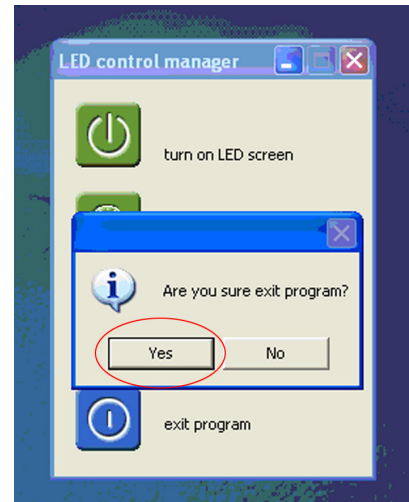 LED control manager
turn on LED screen
Are you sure exit program?
Yes
No
exit program